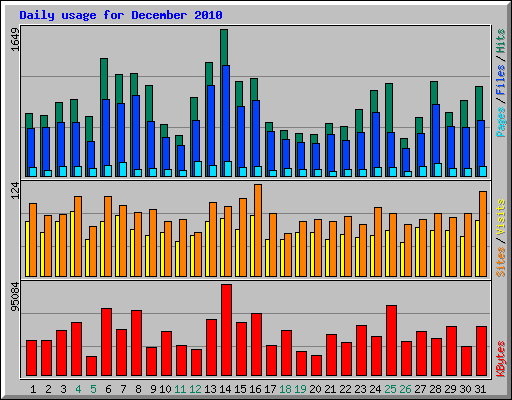 Daily usage for December 2010
1649
Pages / Files / Hits
124
Sites / Visits
95084
KBytes
1 2 3 4 5 6 7 8 9 10 11 12 13 14 15 16 17 18 19 20 21 22 23 24 25 26 27 28 29 30 31